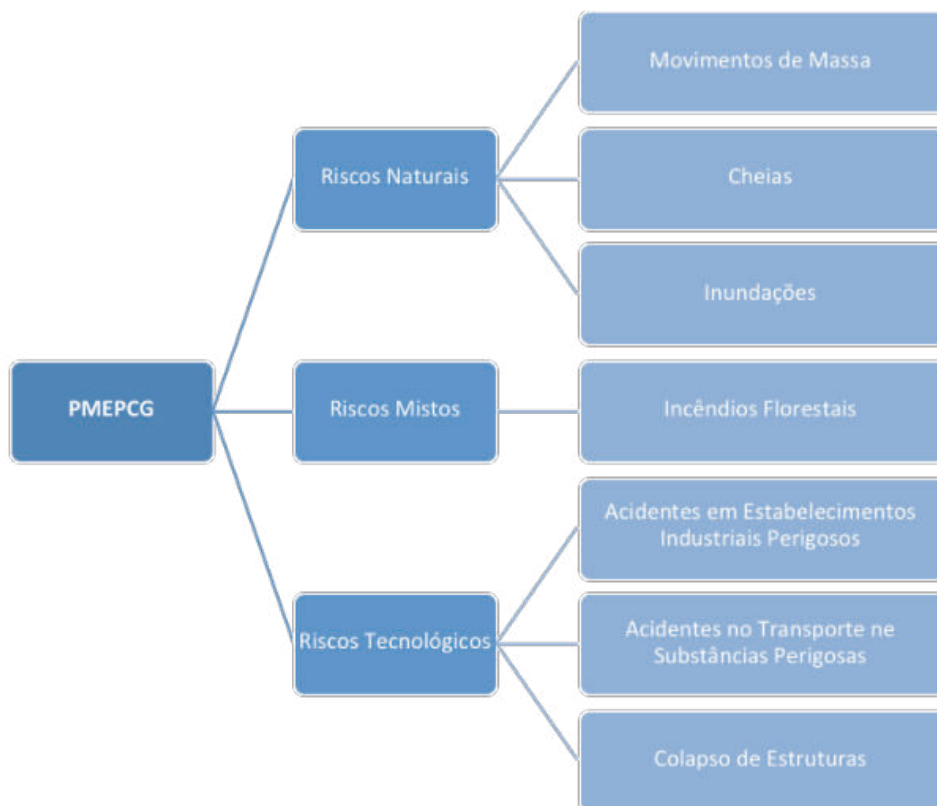 PMEPCG
Riscos Naturais
Movimentos de Massa
Cheias
Inundações
Riscos Mistos
Incêndios Florestais
Riscos Tecnológicos
Acidentes em Estabelecimentos
Industriais Perigosos
Acidentes no Transporte ne
Substâncias Perigosas
Colapso de Estruturas